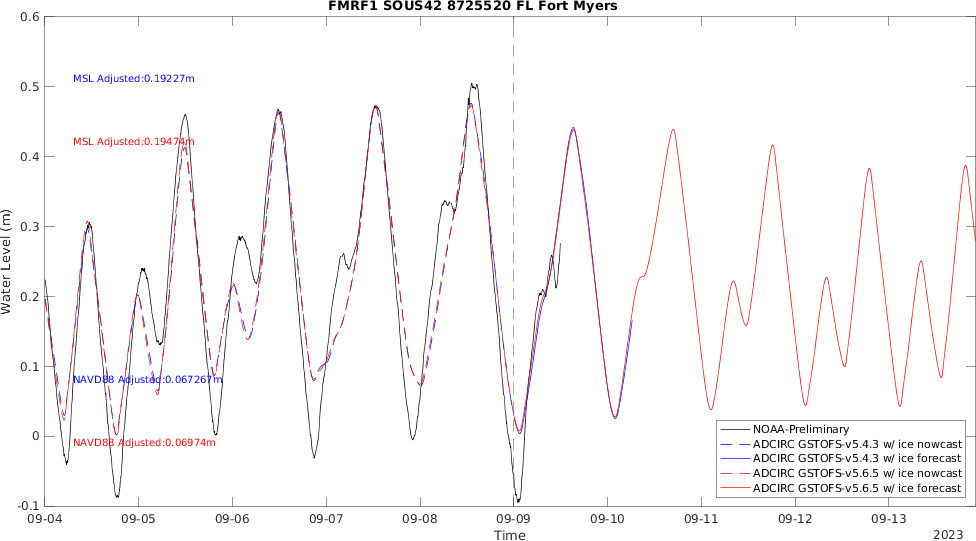 FMRF1 SOUS42 8725520 FL Fort Myers
0.6
0.5
0.4
0.3
0.2
0.1
0
-0.1
Water Level (m)
MSL Adjusted:0.19227m
MSL Adjusted:0.19474m
NAVD88 Adjusted:0.067267m
NAVD88 Adjusted:0.06974m
NOAA-Preliminary
ADCIRC GSTOFS-v5.4.3 w/ ice nowcast
ADCIRC GSTOFS-v5.4.3 w/ ice forecast
ADCIRC GSTOFS-v5.6.5 w/ ice nowcast
ADCIRC GSTOFS-v5.6.5 w/ ice forecast
09-04 09-05 09-06 09-07 09-08 09-09 09-10 09-11 09-12 09-13
Time
2023